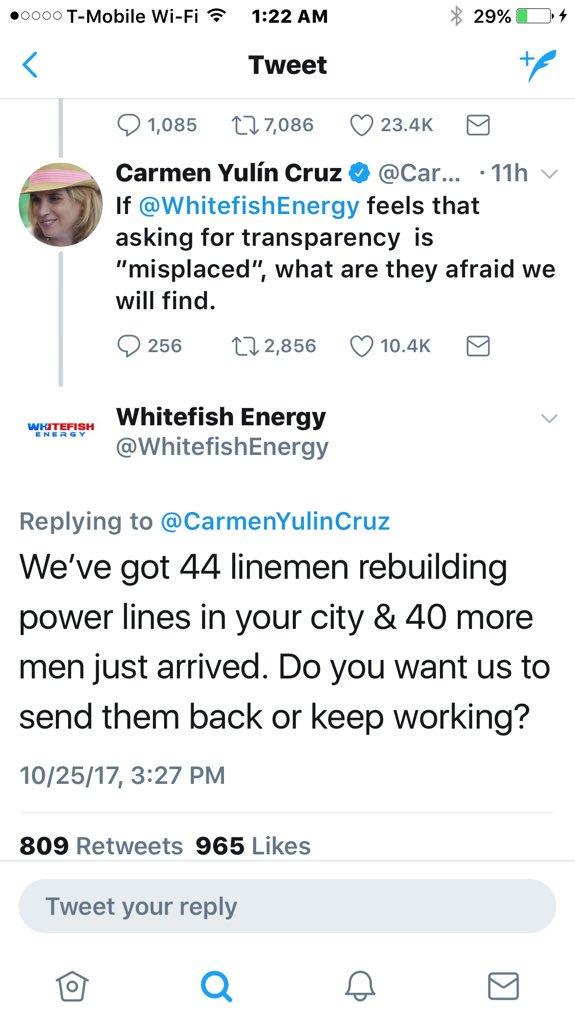 T-Mobile Wi-Fi 1:22 AM 29%
Tweet
1,085 7,086 23.4K
Carmen Yulín Cruz @Car... · 11h
If @WhitefishEnergy feels that
asking for transparency  is
"misplaced", what are they afraid we
will find.
256 2,856 10.4K
WHITEFISH
ENERGY
Whitefish Energy
@WhitefishEnergy
Replying to @CarmenYulinCruz
We've got 44 linemen rebuilding
power lines in your city & 40 more
men just arrived. Do you want us to
send them back or keep working?
10/25/17, 3:27 PM
809 Retweets 965 Likes
Tweet your reply